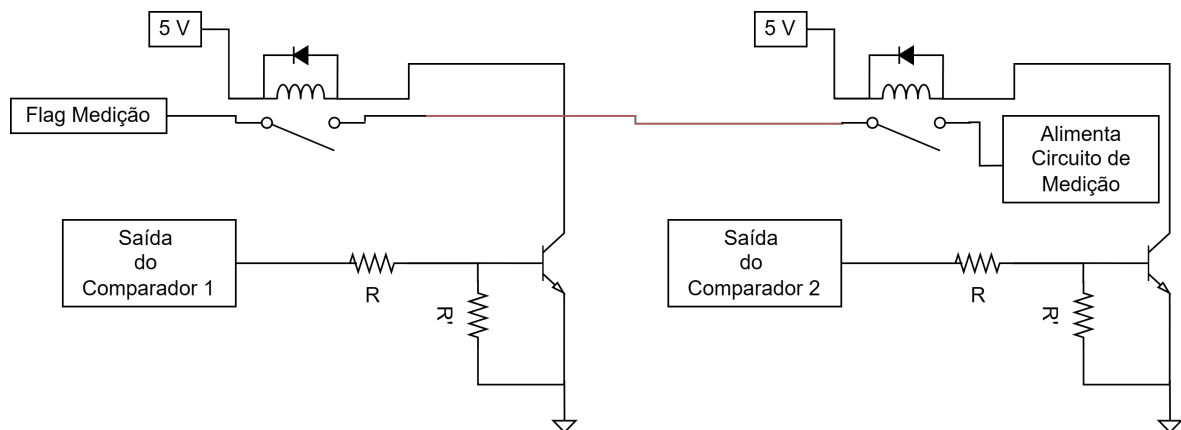 5 V
5 V
Flag Medição
Alimenta
Circuito de
Medição
Saída
do
Comparador 1
R
R'
Saída
do
Comparador 2
R
R'